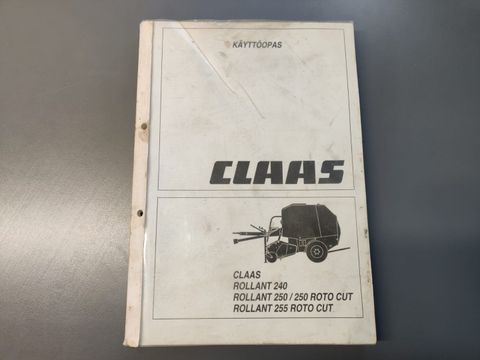 KÄYTTÖOPAS
CLAAS
CLAAS
ROLLANT 240
ROLLANT 250 / 250 ROTO CUT
ROLLANT 255 ROTO CUT